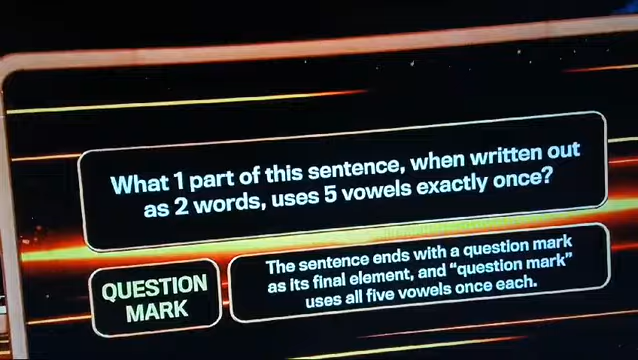 What 1 part of this sentence, when written out
as 2 words, uses 5 vowels exactly once?
QUESTION
MARK
The sentence ends with a question mark
as its final element, and “question mark”
uses all five vowels once each.